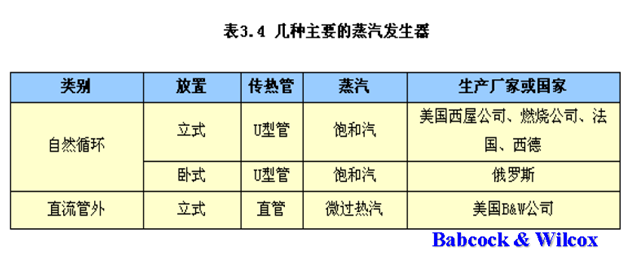 表3.4 几种主要的蒸汽发生器
类别 放置 传热管 蒸汽 生产厂家或国家
自然循环 立式 U型管 饱和汽 美国西屋公司、燃烧公司、法
国、西德
卧式 U型管 饱和汽 俄罗斯
直流管外 立式 直管 微过热汽 美国B&W公司
Babcock & Wilcox